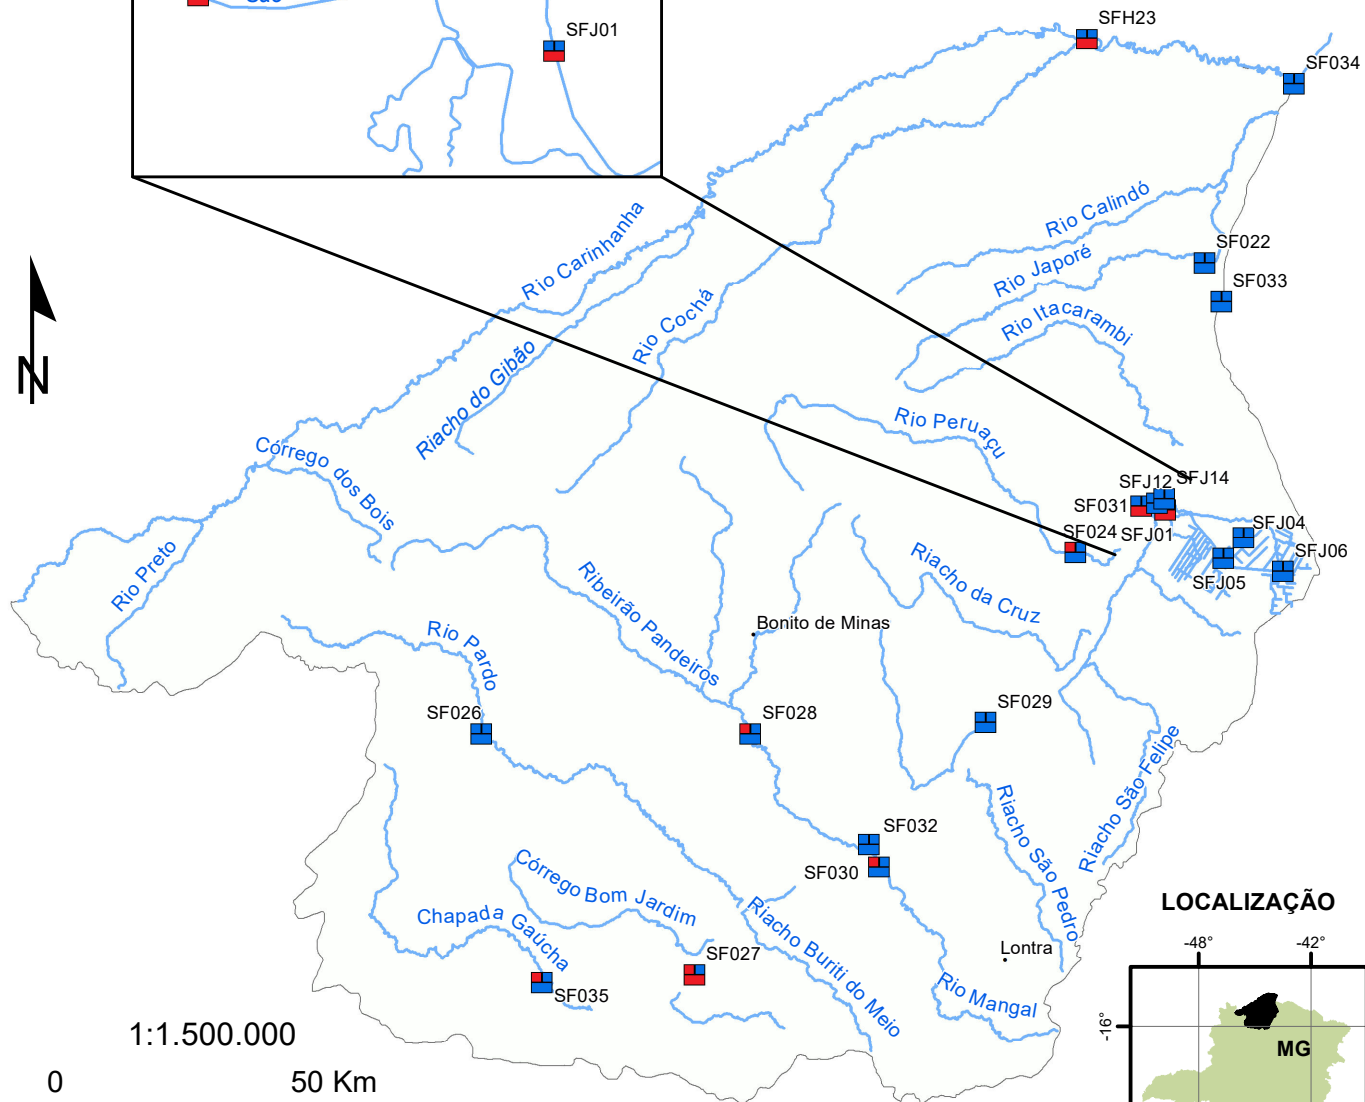 São
SFJ01
SFH23
SF034
Rio Calindó
SF022
Rio Carinhanha
Rio Japoré
SF033
Rio Itacarambi
Rio Cochá
N
Riacho do Gibão
Rio Peruaçu
Córrego dos Bois
SFJ12
SFJ14
SF031
SFJ04
SF024
SFJ01
SFJ06
SFJ05
Rio Preto
Riacho da Cruz
Ribeirão Pandeiros
Bonito de Minas
Rio Pardo
SF026
SF028
SF029
Riacho São Felipe
SF032
SF030
Riacho São Pedro
Córrego Bom Jardim
Chapada Gaúcha
Riacho Buriti do Meio
LOCALIZAÇÃO
-48°
-42°
SF027
Lontra
SF035
Rio Mangal
-16°
MG
1:1.500.000
0
50 Km